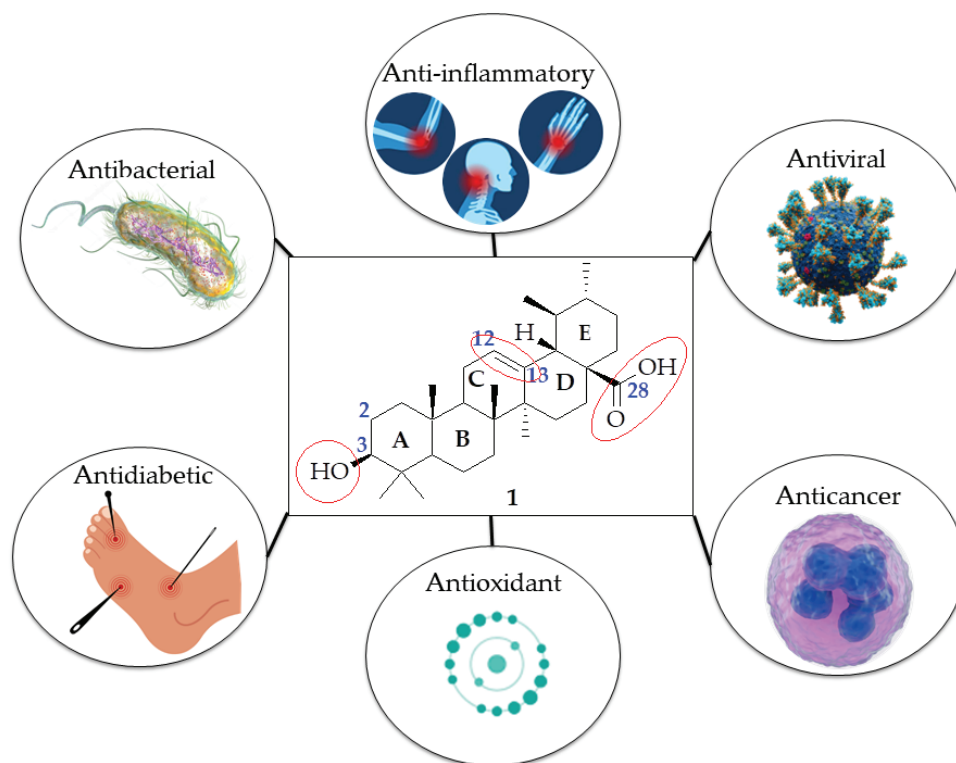 Anti-inflammatory
Antibacterial
Antiviral
H
E
12
C
13
D
OH
28
O
2
3
A
B
HO
1
Antidiabetic
Anticancer
Antioxidant